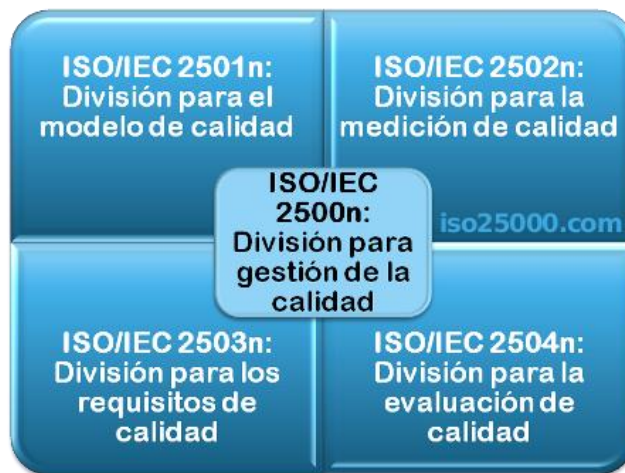 ISO/IEC 2501n:
División para el
modelo de calidad
ISO/IEC 2502n:
División para la
medición de calidad
ISO/IEC
2500n:
División para
gestión de la
calidad
iso25000.com
ISO/IEC 2503n:
División para los
requisitos de
calidad
ISO/IEC 2504n:
División para la
evaluación de
calidad